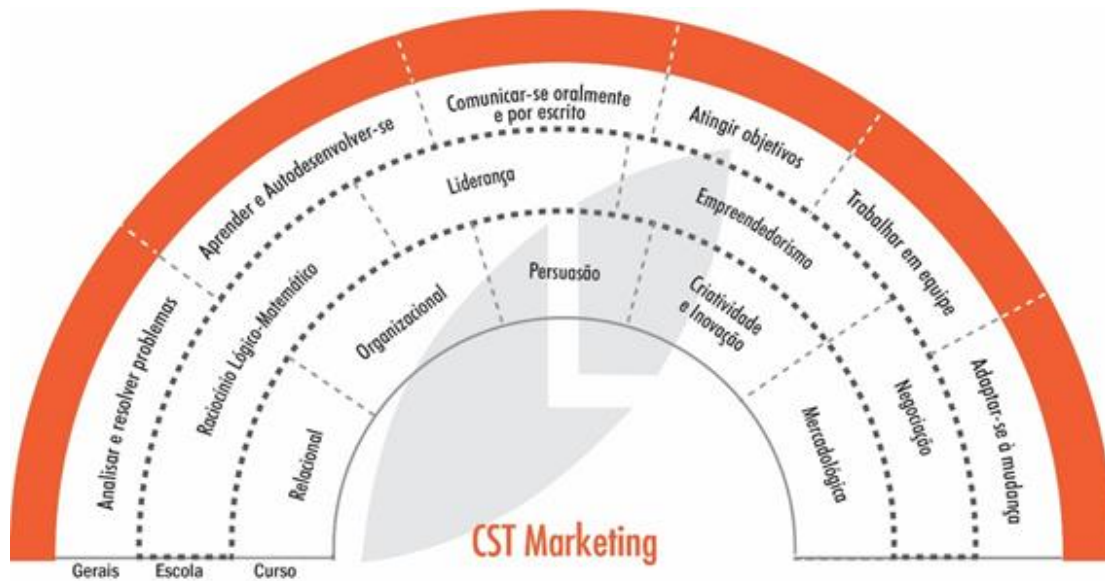 Analisar e resolver problemas
Aprender e Autodesenvolver-se
Comunicar-se oralmente
e por escrito
Atingir objetivos
Trabalhar em equipe
Adaptar-se à mudança
Raciocínio Lógico-Matemático
Liderança
Empreendedorismo
Negociação
Relacional
Organizacional
Persuasão
Criatividade
e Inovação
Mercadológica
CST Marketing
Gerais
Escola
Curso